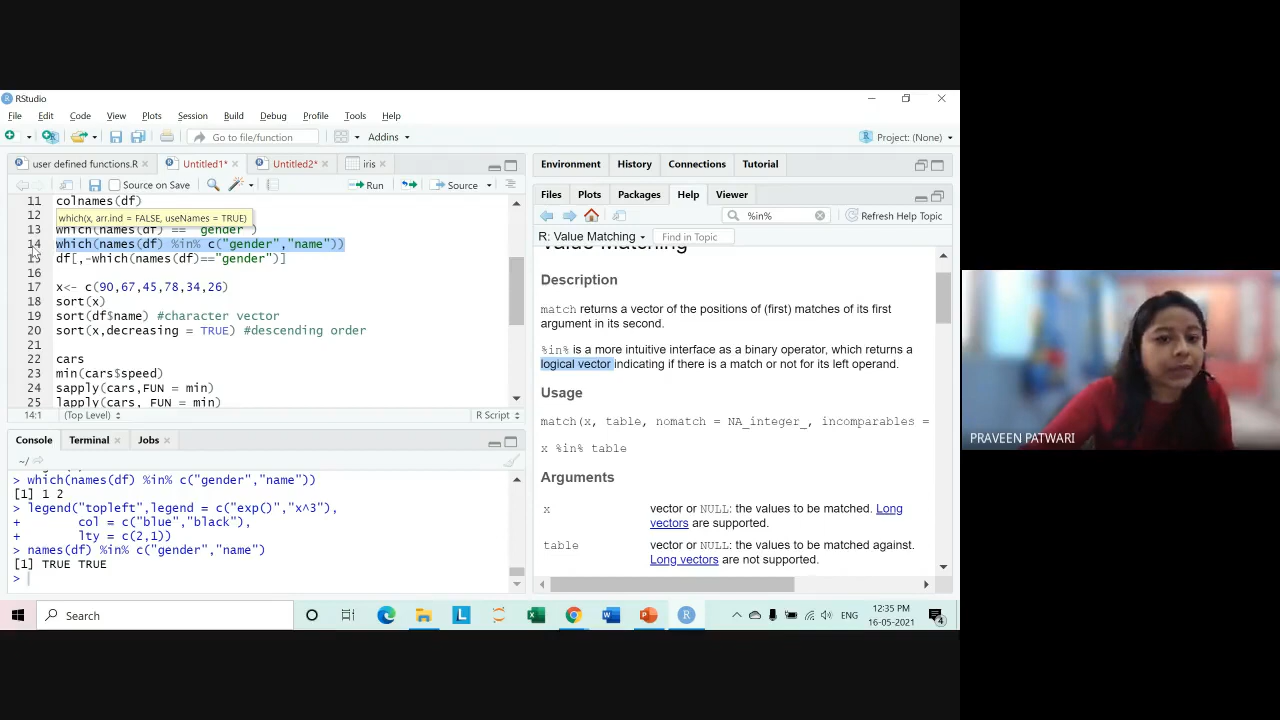 RStudio
File Edit Code View Plots Session Build Debug Profile Tools Help
Go to file/function Addins Project: (None)
user defined functions.R Untitled1* Untitled2* iris
Source on Save Run Source
11 colnames(df)
12
which(x, arr.ind = FALSE, useNames = TRUE)
13 which(names(df) == "gender")
14 which(names(df) %in% c("gender","name"))
15 df[,-which(names(df)=="gender")]
16
17 x<- c(90,67,45,78,34,26)
18 sort(x)
19 sort(df$name) #character vector
20 sort(x,decreasing = TRUE) #descending order
21
22 cars
23 min(cars$speed)
24 sapply(cars, FUN = min)
25 lapply(cars, FUN = min)
14:1 (Top Level) R Script
Console Terminal Jobs
~/
> which(names(df) %in% c("gender","name"))
[1] 1 2
> legend("topleft",legend = c("exp()","x^3"),
+ col = c("blue","black"),
+ lty = c(2,1))
> names(df) %in% c("gender","name")
[1] TRUE TRUE
>
Environment History Connections Tutorial
Files Plots Packages Help Viewer
%in% Refresh Help Topic
R: Value Matching Find in Topic
Value Matching
Description
match returns a vector of the positions of (first) matches of its first
argument in its second.
%in% is a more intuitive interface as a binary operator, which returns a
logical vector indicating if there is a match or not for its left operand.
Usage
match(x, table, nomatch = NA_integer_, incomparables =
x %in% table
Arguments
x vector or NULL: the values to be matched. Long
vectors are supported.
table vector or NULL: the values to be matched against.
Long vectors are not supported.
PRAVEEN PATWARI
Search
ENG
12:35 PM
16-05-2021
4